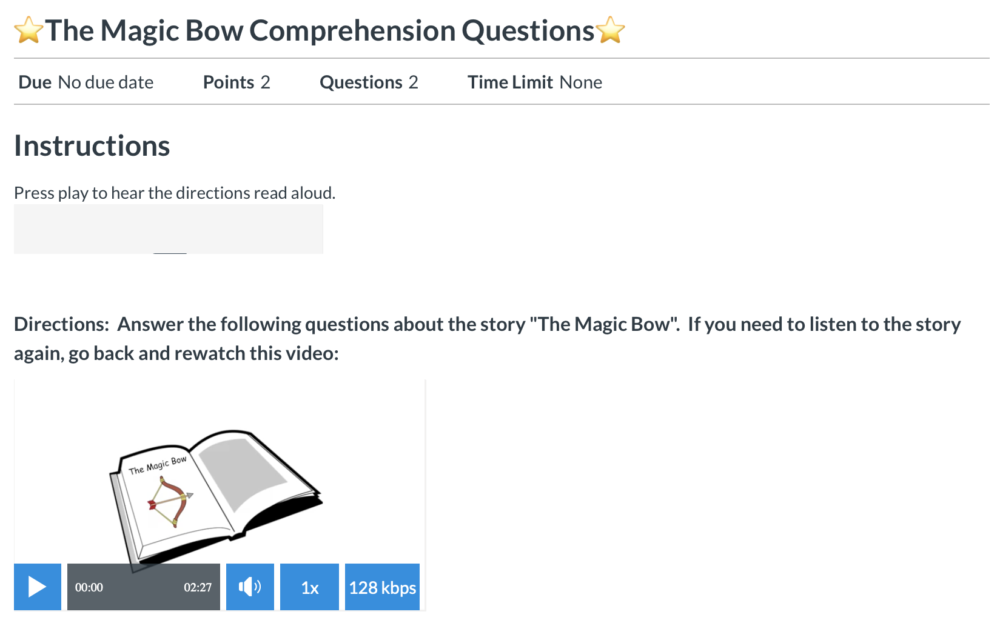 ⭐The Magic Bow Comprehension Questions⭐
Due No due date Points 2 Questions 2 Time Limit None
Instructions
Press play to hear the directions read aloud.
Directions:  Answer the following questions about the story "The Magic Bow".  If you need to listen to the story
again, go back and rewatch this video:
The Magic Bow
00:00 02:27 1x 128 kbps